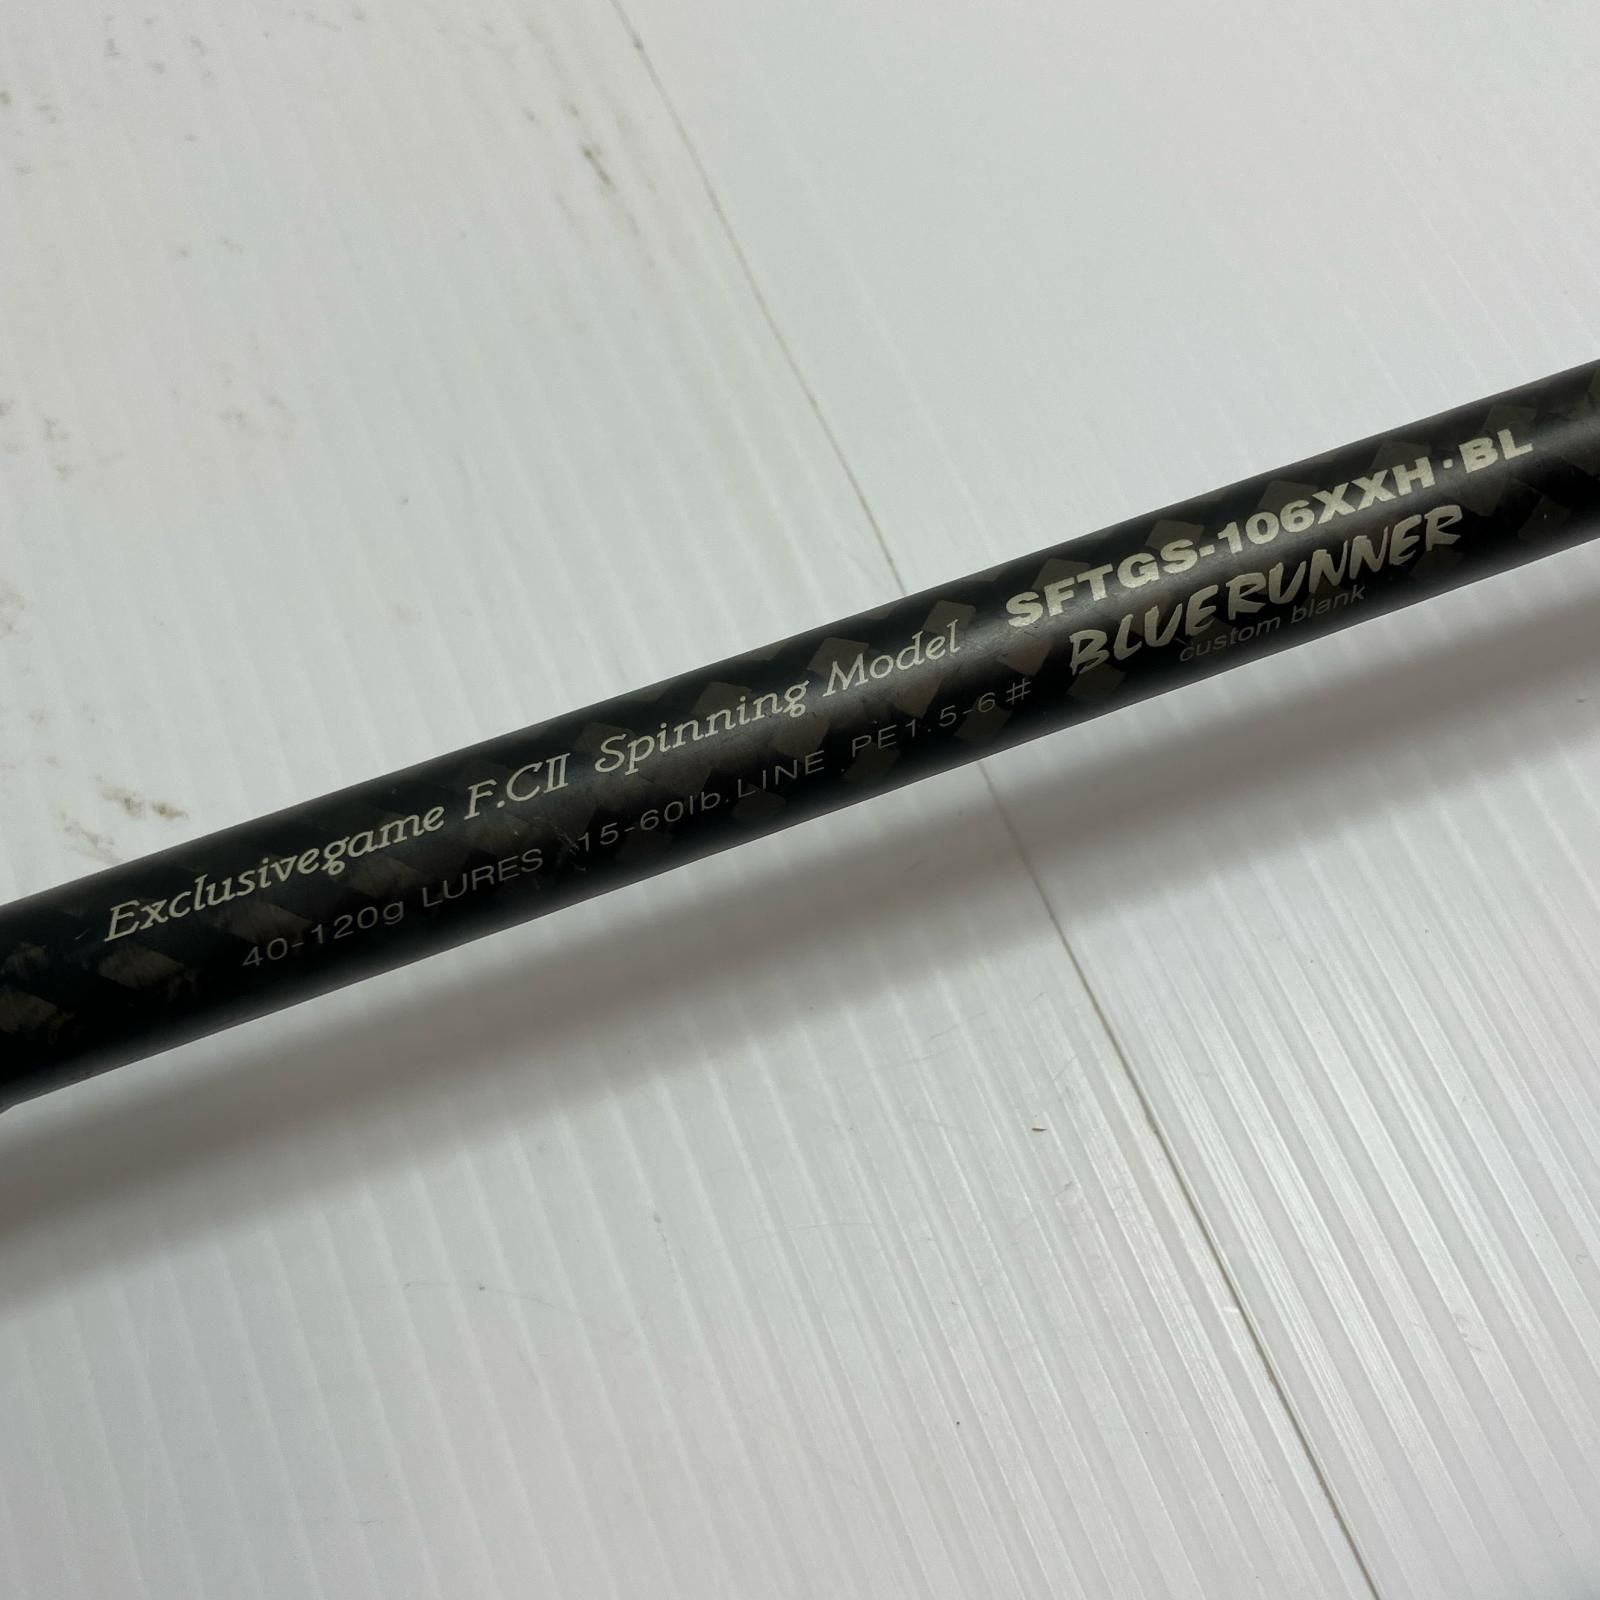 Exclusivegame F.CII Spinning Model SFTGS-106XXH·BL
40-120g LURES 15-60lb.LINE PE1.5-6# BLUERUNNER
custom blank